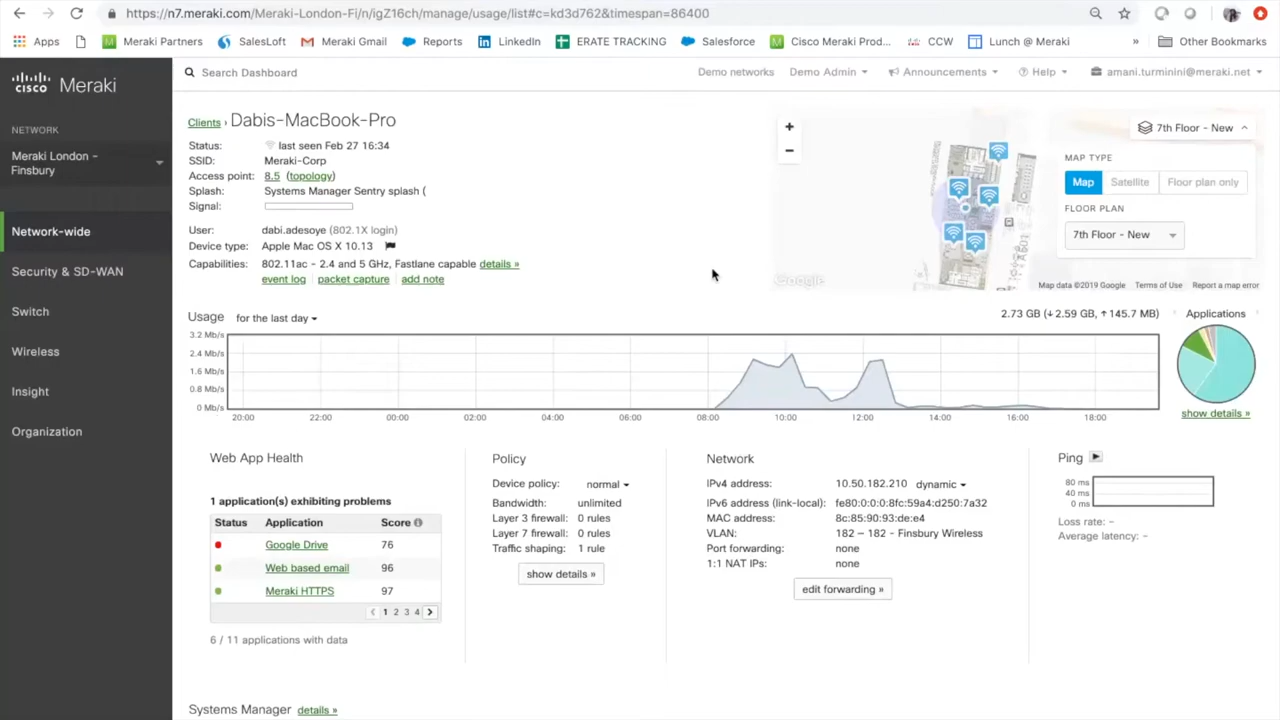 https://n7.meraki.com/Meraki-London-Fi/n/igZ16ch/manage/usage/list#c=kd3d762&timespan=86400
Apps Meraki Partners SalesLoft Meraki Gmail Reports LinkedIn ERATE TRACKING Salesforce Cisco Meraki Prod... CCW Lunch @ Meraki » Other Bookmarks
cisco Meraki
Search Dashboard Demo networks Demo Admin Announcements Help amani.turminini@meraki.net
NETWORK
Meraki London -
Finsbury
Network-wide
Security & SD-WAN
Switch
Wireless
Insight
Organization
Clients › Dabis-MacBook-Pro
Status: last seen Feb 27 16:34
SSID: Meraki-Corp
Access point: 8.5 (topology)
Splash: Systems Manager Sentry splash (
Signal:
User: dabi.adesoye (802.1X login)
Device type: Apple Mac OS X 10.13
Capabilities: 802.11ac - 2.4 and 5 GHz, Fastlane capable details »
event log packet capture add note
+
−
Google
7th Floor - New
MAP TYPE
Map Satellite Floor plan only
FLOOR PLAN
7th Floor - New
Map data ©2019 Google Terms of Use Report a map error
Usage for the last day
2.73 GB (↓2.59 GB, ↑145.7 MB)
Applications
3.2 Mb/s
2.4 Mb/s
1.6 Mb/s
0.8 Mb/s
0 Mb/s
20:00 22:00 00:00 02:00 04:00 06:00 08:00 10:00 12:00 14:00 16:00 18:00
show details »
Web App Health
1 application(s) exhibiting problems
Status Application Score
Google Drive 76
Web based email 96
Meraki HTTPS 97
1 2 3 4
6 / 11 applications with data
Policy
Device policy: normal
Bandwidth: unlimited
Layer 3 firewall: 0 rules
Layer 7 firewall: 0 rules
Traffic shaping: 1 rule
show details »
Network
IPv4 address: 10.50.182.210 dynamic
IPv6 address (link-local): fe80:0:0:0:8fc:59a4:d250:7a32
MAC address: 8c:85:90:93:de:e4
VLAN: 182 – 182 - Finsbury Wireless
Port forwarding: none
1:1 NAT IPs: none
edit forwarding »
Ping
80 ms
40 ms
0 ms
Loss rate: –
Average latency: –
Systems Manager details »